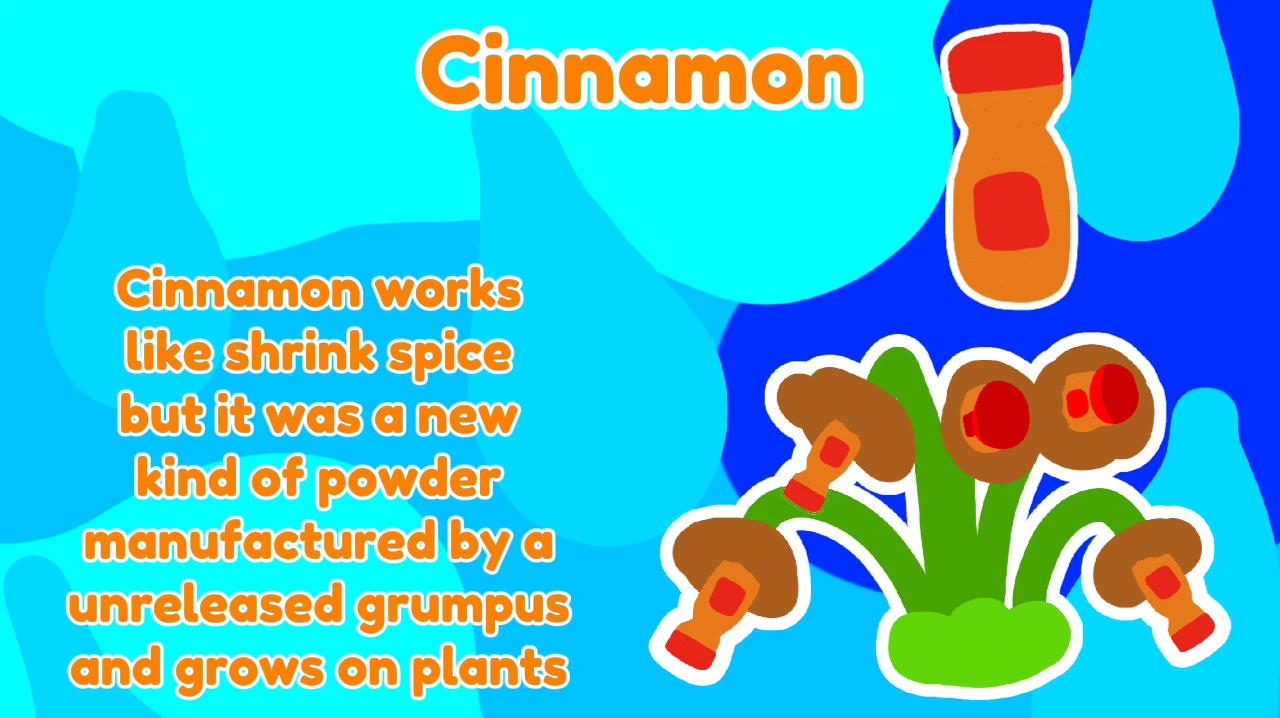 Cinnamon
Cinnamon works
like shrink spice
but it was a new
kind of powder
manufactured by a
unreleased grumpus
and grows on plants